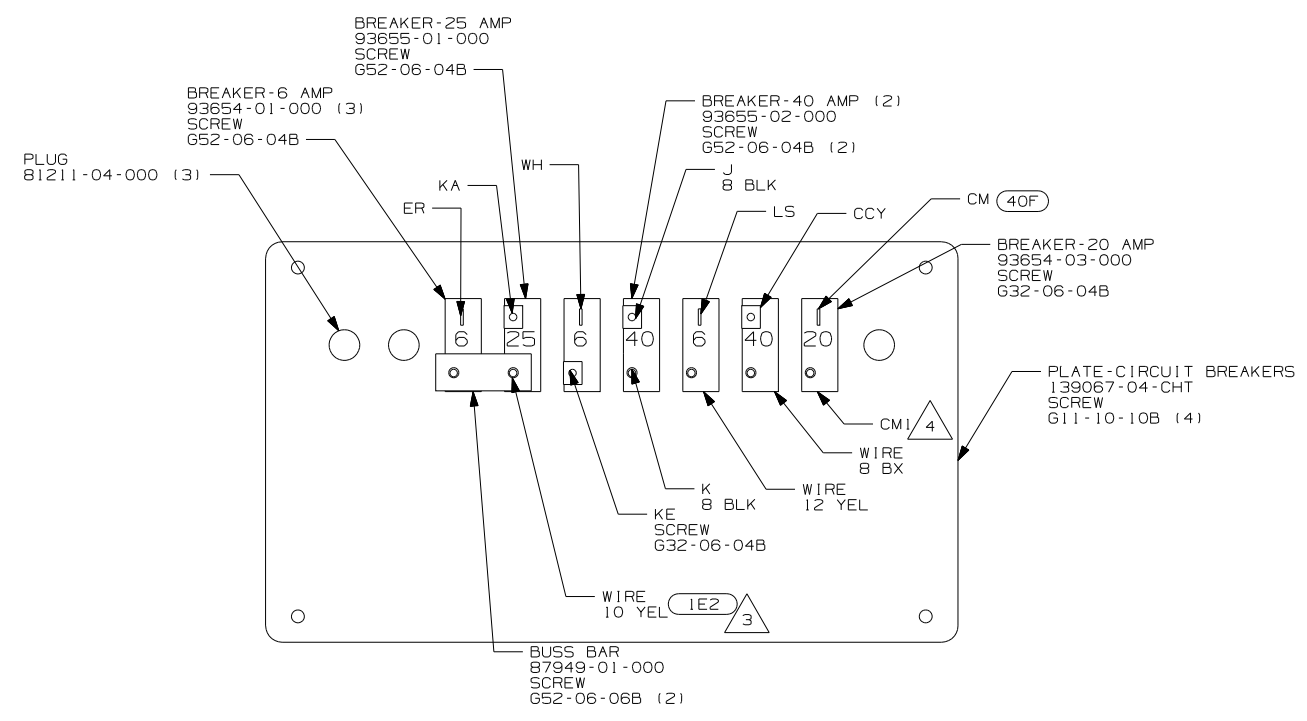 BREAKER-25 AMP
93655-01-000
SCREW
G52-06-04B
BREAKER-6 AMP
93654-01-000 (3)
SCREW
G52-06-04B
BREAKER-40 AMP (2)
93655-02-000
SCREW
G52-06-04B (2)
PLUG
81211-04-000 (3)
WH
J
8 BLK
KA
ER
LS
CCY
CM 40F
BREAKER-20 AMP
93654-03-000
SCREW
G32-06-04B
6
25
6
40
6
40
20
PLATE-CIRCUIT BREAKERS
139067-04-CHT
SCREW
G11-10-10B (4)
CM1 4
WIRE
8 BX
WIRE
12 YEL
K
8 BLK
KE
SCREW
G32-06-04B
WIRE
10 YEL 1E2 3
BUSS BAR
87949-01-000
SCREW
G52-06-06B (2)